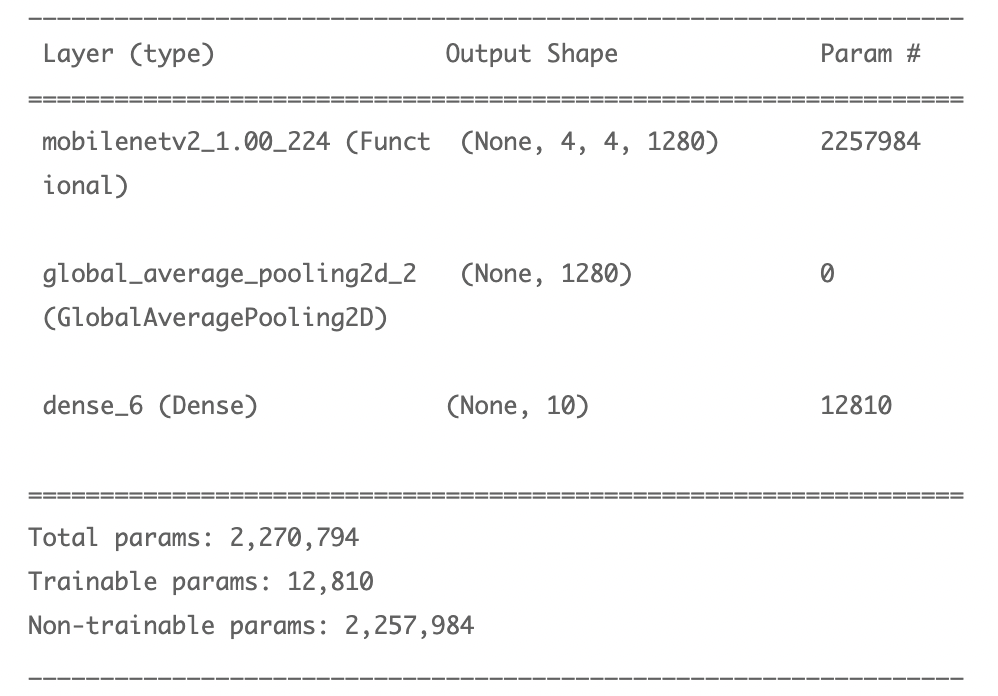 _________________________________________________________________
Layer (type)                Output Shape              Param #
=================================================================
mobilenetv2_1.00_224 (Funct  (None, 4, 4, 1280)       2257984
ional)
global_average_pooling2d_2   (None, 1280)             0
(GlobalAveragePooling2D)
dense_6 (Dense)             (None, 10)                12810
=================================================================
Total params: 2,270,794
Trainable params: 12,810
Non-trainable params: 2,257,984
_________________________________________________________________